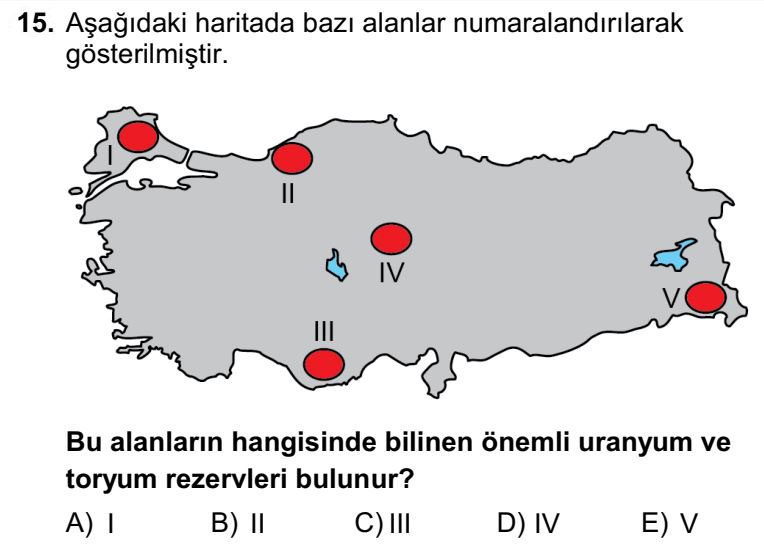 15. Aşağıdaki haritada bazı alanlar numaralandırılarak
gösterilmiştir.
I
II
IV
V
III
Bu alanların hangisinde bilinen önemli uranyum ve
toryum rezervleri bulunur?
A) I B) II C) III D) IV E) V